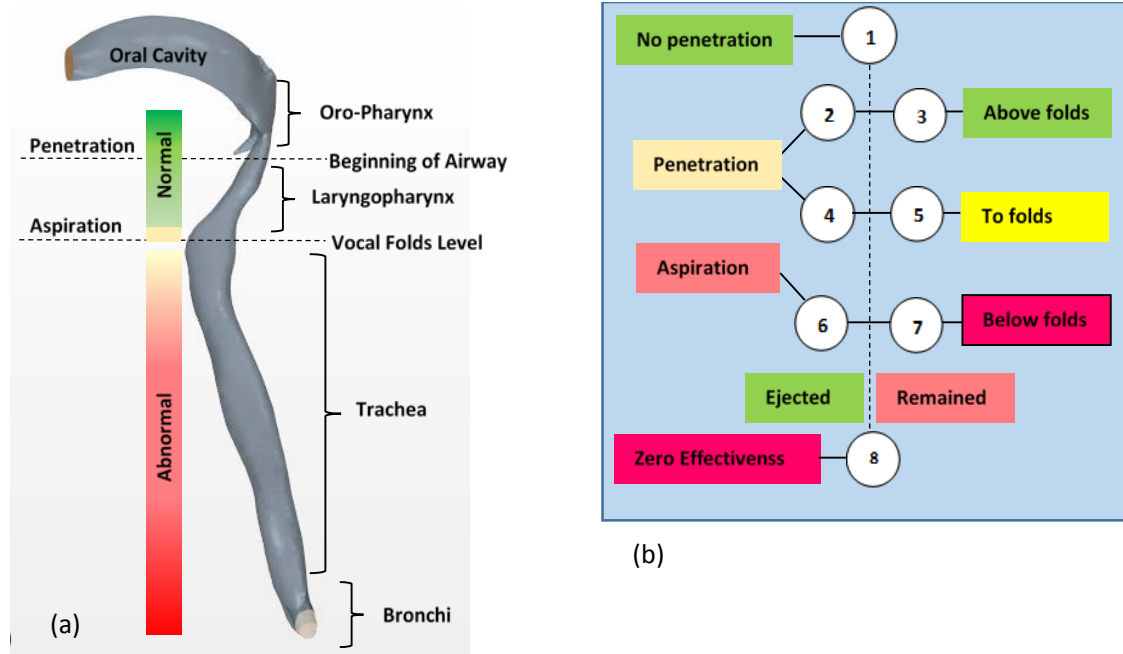 Oral Cavity
Oro-Pharynx
Penetration
Beginning of Airway
Normal
Laryngopharynx
Aspiration
Vocal Folds Level
Trachea
Abnormal
Bronchi
(a)
No penetration
1
2
3
Above folds
Penetration
4
5
To folds
Aspiration
6
7
Below folds
Ejected
Remained
Zero Effectivenss
8
(b)